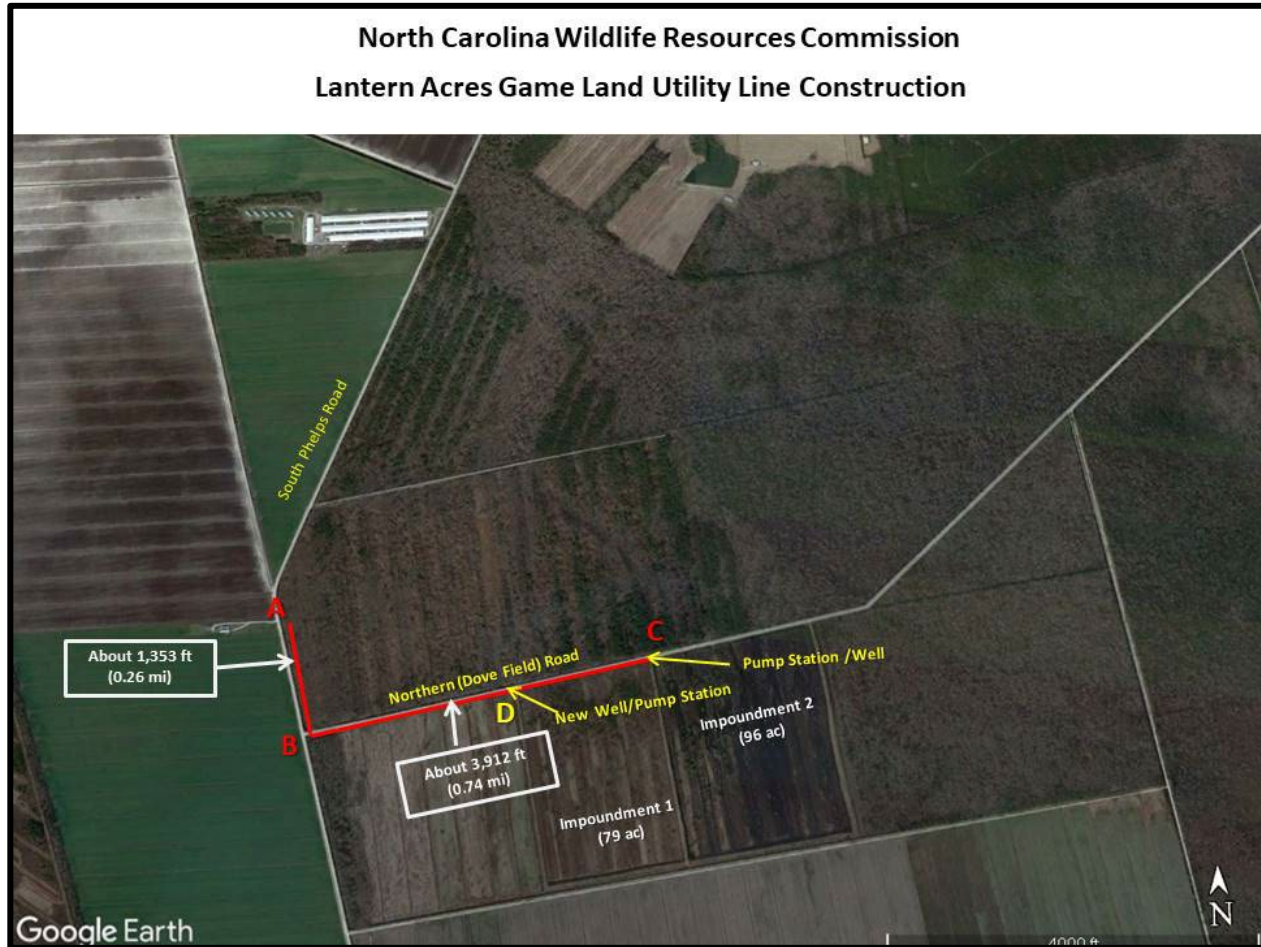 North Carolina Wildlife Resources Commission
Lantern Acres Game Land Utility Line Construction
South Phelps Road
A
About 1,353 ft
(0.26 mi)
C
Pump Station /Well
Northern (Dove Field) Road
D
New Well/Pump Station
B
About 3,912 ft
(0.74 mi)
Impoundment 2
(96 ac)
Impoundment 1
(79 ac)
N
Google Earth
4000 ft